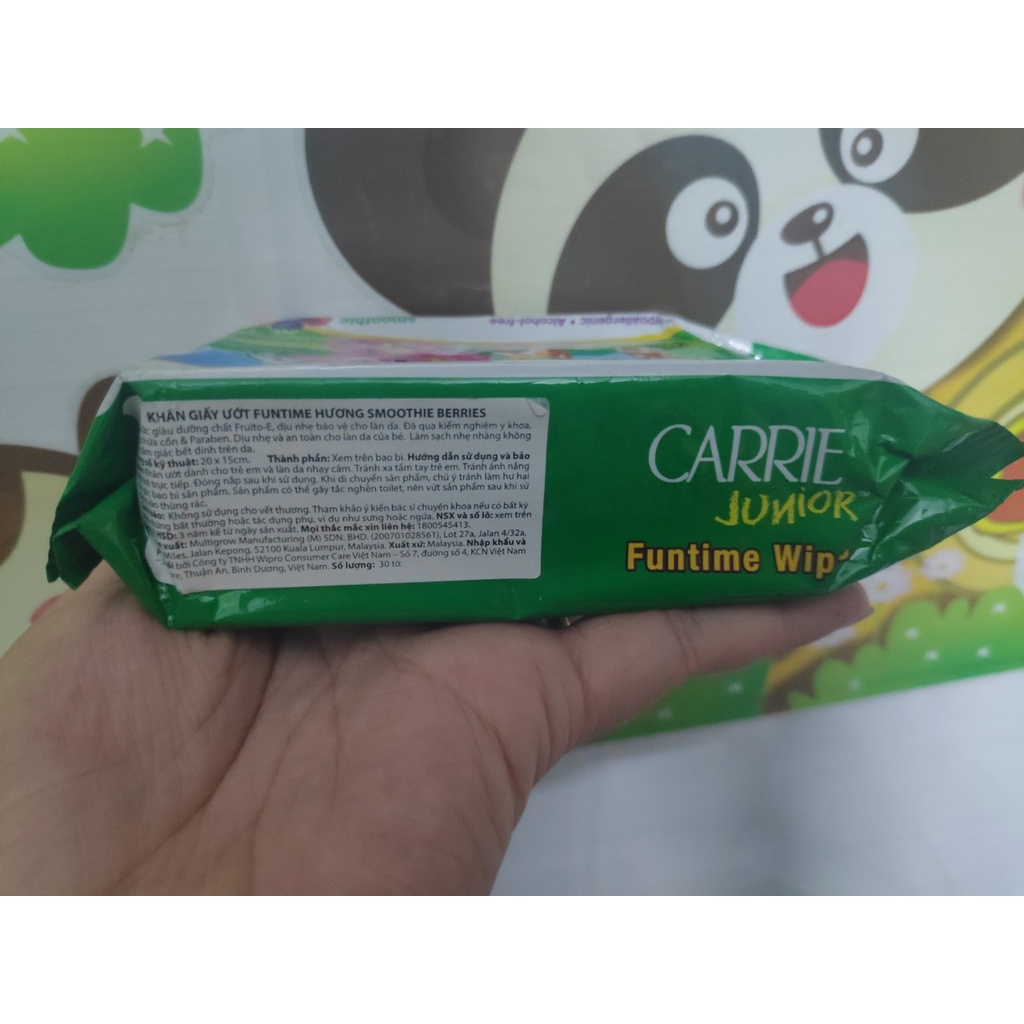 smoothie
Alcohol-free
KHĂN GIẤY ƯỚT FUNTIME HƯƠNG SMOOTHIE BERRIES
giàu dưỡng chất Fruito-E, dịu nhẹ bảo vệ cho làn da. Đã qua kiểm nghiệm y khoa,
cồn & Paraben. Dịu nhẹ và an toàn cho làn da của bé. Làm sạch nhẹ nhàng không
giác bết dính trên da.
kỹ thuật: 20 x 15cm. Thành phần: Xem trên bao bì. Hướng dẫn sử dụng và bảo
ướt dành cho trẻ em và làn da nhạy cảm. Tránh xa tầm tay trẻ em. Tránh ánh nắng
trực tiếp. Đóng nắp sau khi sử dụng. Khi di chuyển sản phẩm, chú ý tránh làm hư hại
bao bì sản phẩm. Sản phẩm có thể gây tắc nghẽn toilet, nên vứt sản phẩm sau khi sử
thùng rác.
Không sử dụng cho vết thương. Tham khảo ý kiến bác sĩ chuyên khoa nếu có bất kỳ
bất thường hoặc tác dụng phụ, ví dụ như sưng hoặc ngứa. NSX và số lô: xem trên
HSD: 3 năm kể từ ngày sản xuất. Mọi thắc mắc xin liên hệ: 1800545413.
xuất: Multigrow Manufacturing (M) SDN. BHD. (200701028561), Lot 27a, Jalan 4/32a,
Miles, Jalan Kepong, 52100 Kuala Lumpur, Malaysia. Xuất xứ: Malaysia. Nhập khẩu và
bởi Công ty TNHH Wipro Consumer Care Việt Nam – Số 7, đường số 4, KCN Việt Nam
Thuận An, Bình Dương, Việt Nam. Số lượng: 30 tờ.
CARRIE
JUNIOR
Funtime Wip